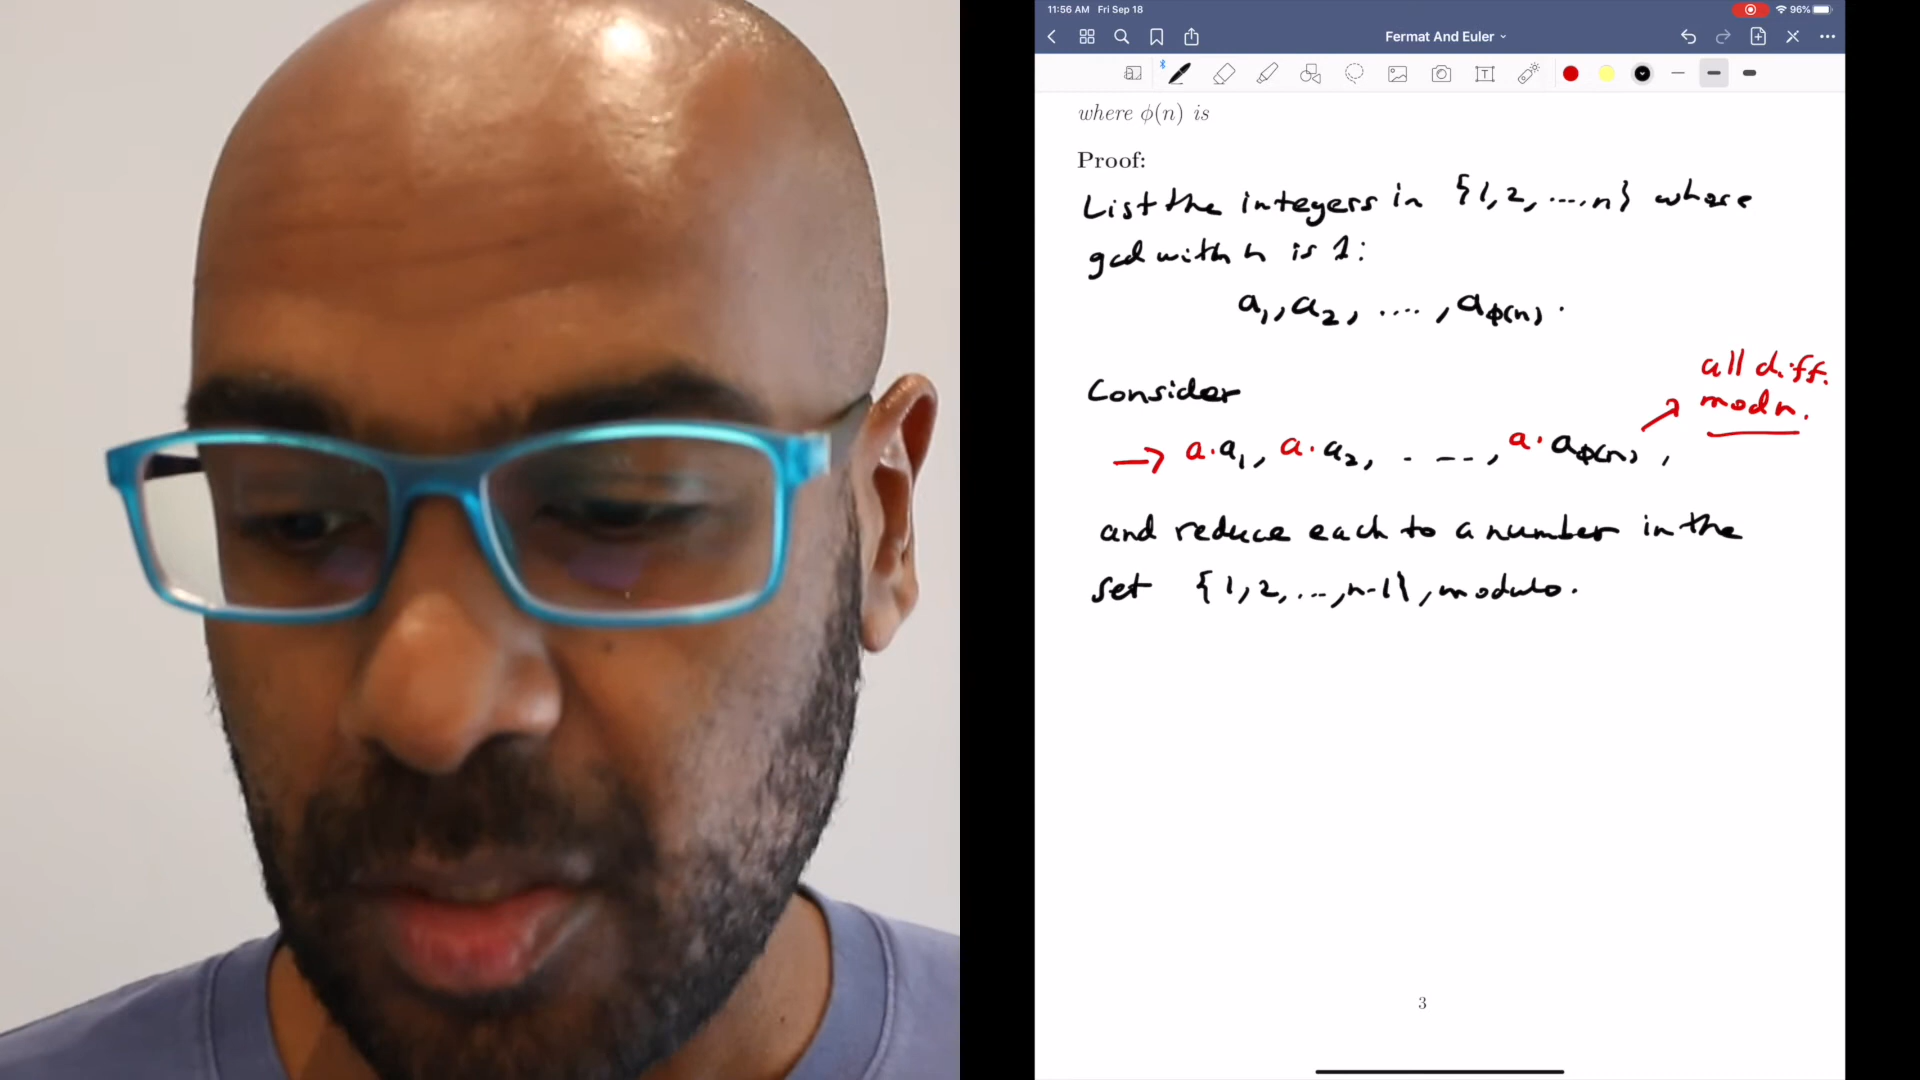 11:56 AM Fri Sep 18
96%
Fermat And Euler
where ϕ(n) is
Proof:
List the integers in {1, 2, ..., n} whose
gcd with n is 1:
a₁, a₂, ...., a_ϕ(n).
all diff.
mod n.
Consider
→ a·a₁, a·a₂, . ---, a·a_ϕ(n),
and reduce each to a number in the
set {1, 2, ..., n-1}, modulo.
3